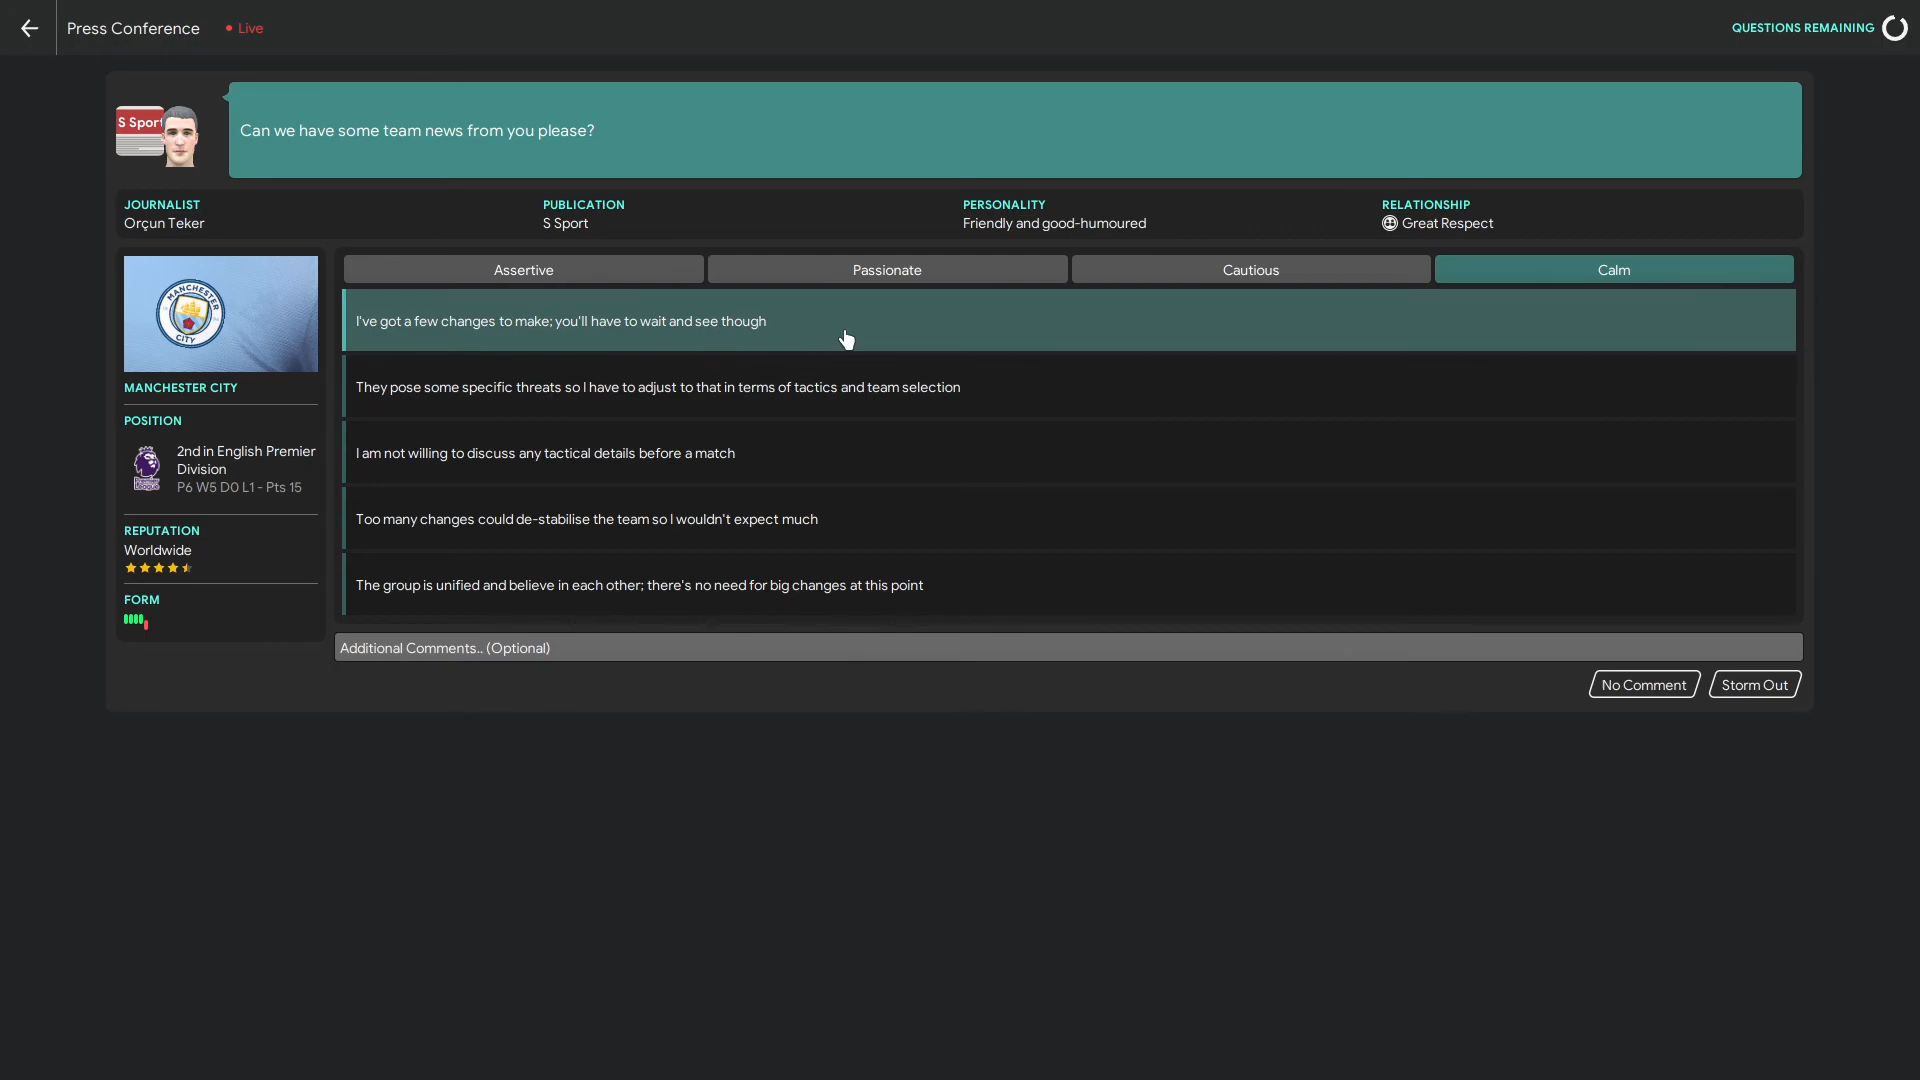 Press Conference
Live
QUESTIONS REMAINING
S Sport
Can we have some team news from you please?
JOURNALIST
Orçun Teker
PUBLICATION
S Sport
PERSONALITY
Friendly and good-humoured
RELATIONSHIP
Great Respect
MANCHESTER
CITY
MANCHESTER CITY
POSITION
2nd in English Premier
Division
P6 W5 D0 L1 - Pts 15
REPUTATION
Worldwide
FORM
Assertive
Passionate
Cautious
Calm
I've got a few changes to make; you'll have to wait and see though
They pose some specific threats so I have to adjust to that in terms of tactics and team selection
I am not willing to discuss any tactical details before a match
Too many changes could de-stabilise the team so I wouldn't expect much
The group is unified and believe in each other; there's no need for big changes at this point
Additional Comments.. (Optional)
No Comment
Storm Out